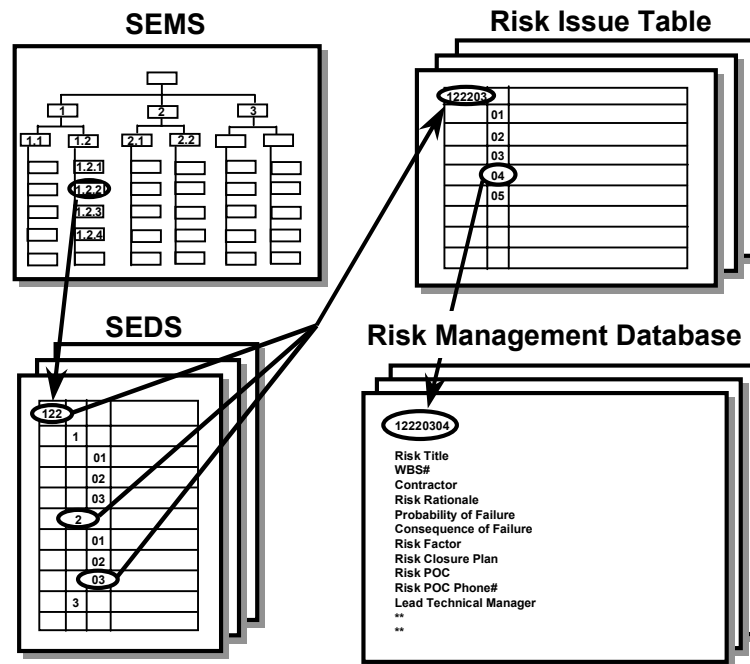 SEMS
1 2 3
1.1 1.2 2.1 2.2
1.2.1
1.2.2
1.2.3
1.2.4
Risk Issue Table
122203
01
02
03
04
05
SEDS
122
1
01
02
03
2
01
02
03
3
Risk Management Database
12220304
Risk Title
WBS#
Contractor
Risk Rationale
Probability of Failure
Consequence of Failure
Risk Factor
Risk Closure Plan
Risk POC
Risk POC Phone#
Lead Technical Manager
**
**